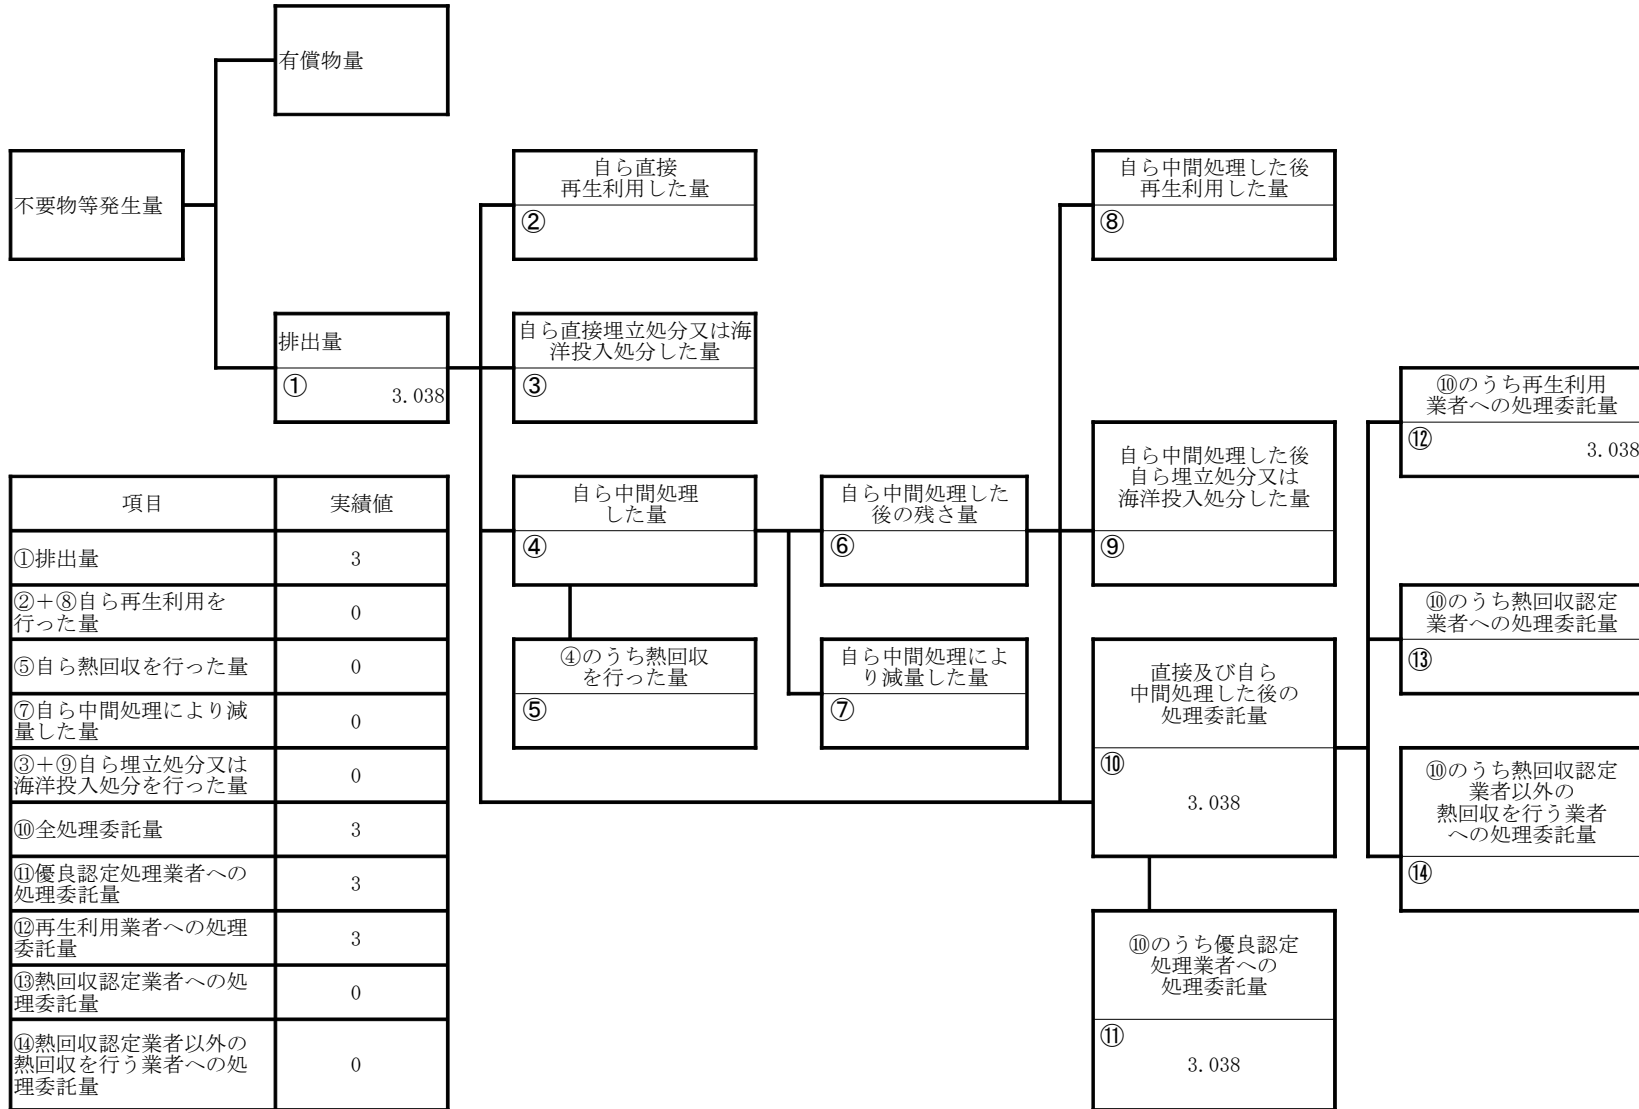 有償物量
不要物等発生量
排出量
①
3.038
自ら直接
再生利用した量
②
自ら直接埋立処分又は海
洋投入処分した量
③
自ら中間処理
した量
④
④のうち熱回収
を行った量
⑤
自ら中間処理した
後の残さ量
⑥
自ら中間処理によ
り減量した量
⑦
自ら中間処理した後
再生利用した量
⑧
自ら中間処理した後
自ら埋立処分又は
海洋投入処分した量
⑨
直接及び自ら
中間処理した後の
処理委託量
⑩
3.038
⑩のうち優良認定
処理業者への
処理委託量
⑪
3.038
⑩のうち再生利用
業者への処理委託量
⑫
3.038
⑩のうち熱回収認定
業者への処理委託量
⑬
⑩のうち熱回収認定
業者以外の
熱回収を行う業者
への処理委託量
⑭
項目 実績値
①排出量 3
②+⑧自ら再生利用を
行った量 0
⑤自ら熱回収を行った量 0
⑦自ら中間処理により減
量した量 0
③+⑨自ら埋立処分又は
海洋投入処分を行った量 0
⑩全処理委託量 3
⑪優良認定処理業者への
処理委託量 3
⑫再生利用業者への処理
委託量 3
⑬熱回収認定業者への処
理委託量 0
⑭熱回収認定業者以外の
熱回収を行う業者への処
理委託量 0